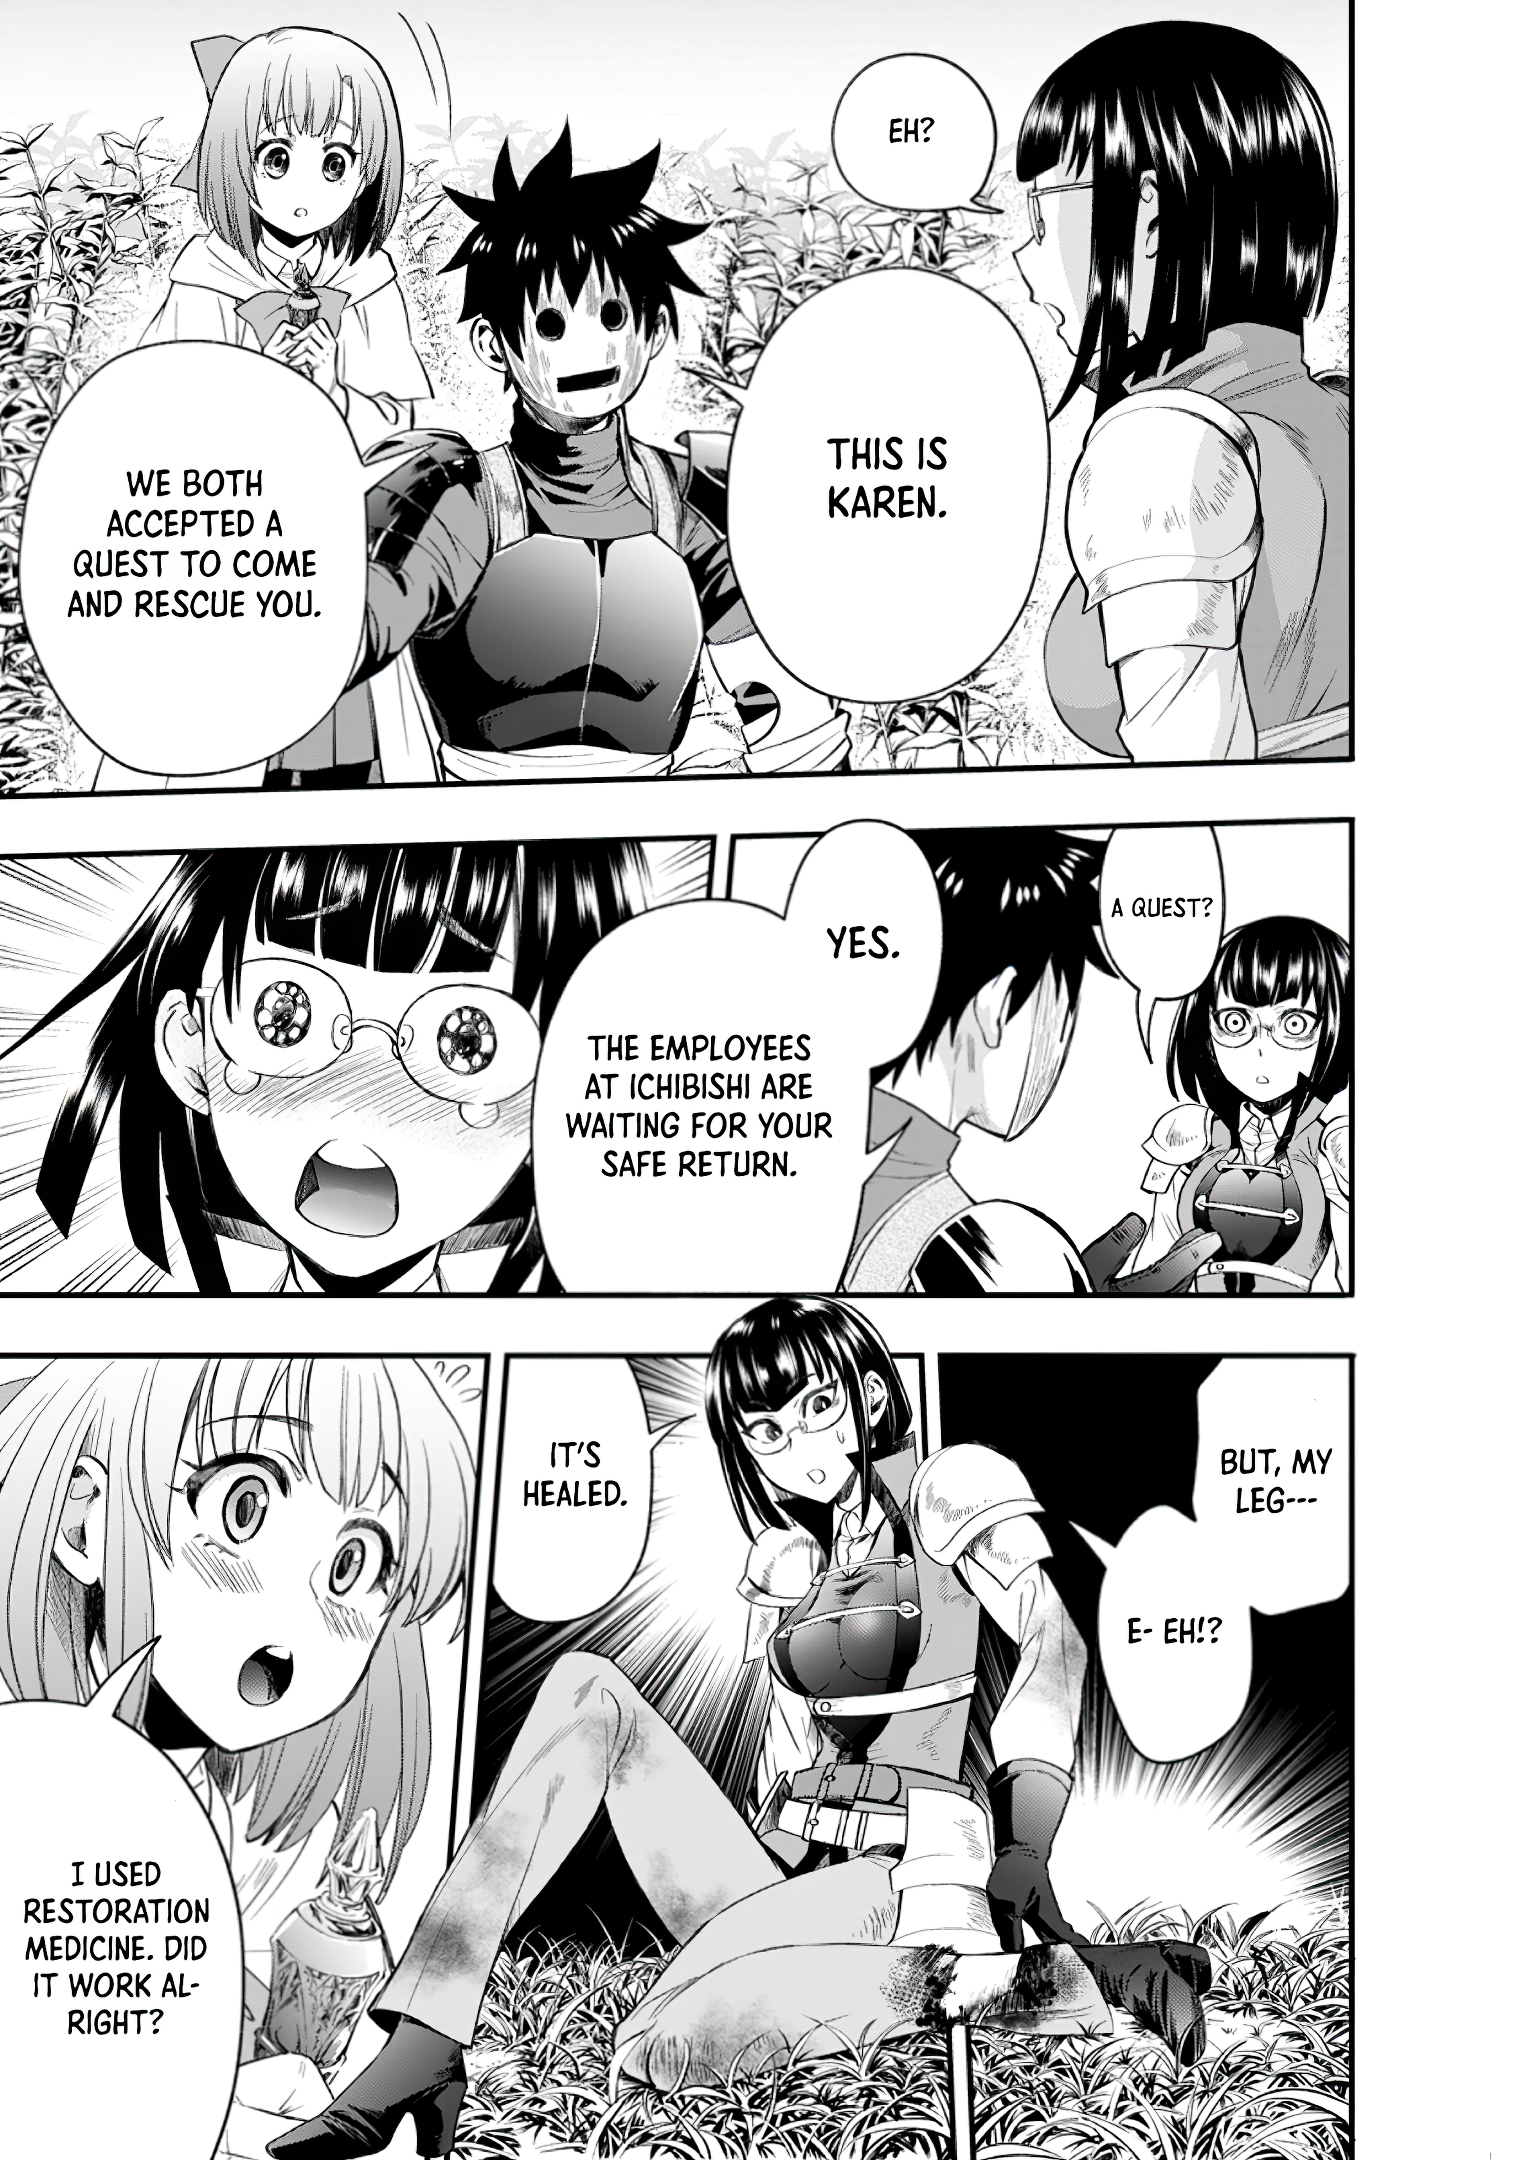 EH?
THIS IS
KAREN.
WE BOTH
ACCEPTED A
QUEST TO COME
AND RESCUE YOU.
A QUEST?
YES.
THE EMPLOYEES
AT ICHIBISHI ARE
WAITING FOR YOUR
SAFE RETURN.
BUT, MY
LEG---
E- EH!?
IT'S
HEALED.
I USED
RESTORATION
MEDICINE. DID
IT WORK AL-
RIGHT?